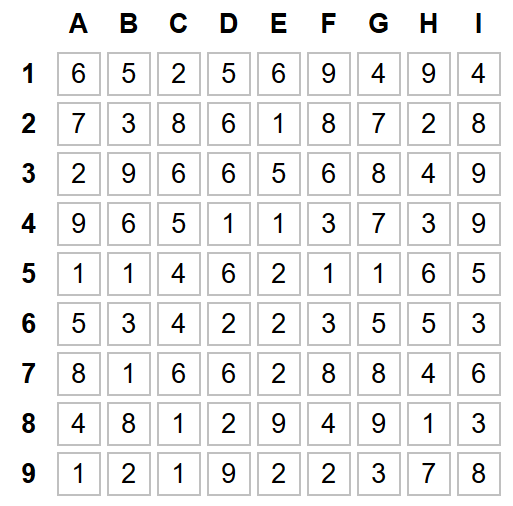 A B C D E F G H I
1 6 5 2 5 6 9 4 9 4
2 7 3 8 6 1 8 7 2 8
3 2 9 6 6 5 6 8 4 9
4 9 6 5 1 1 3 7 3 9
5 1 1 4 6 2 1 1 6 5
6 5 3 4 2 2 3 5 5 3
7 8 1 6 6 2 8 8 4 6
8 4 8 1 2 9 4 9 1 3
9 1 2 1 9 2 2 3 7 8